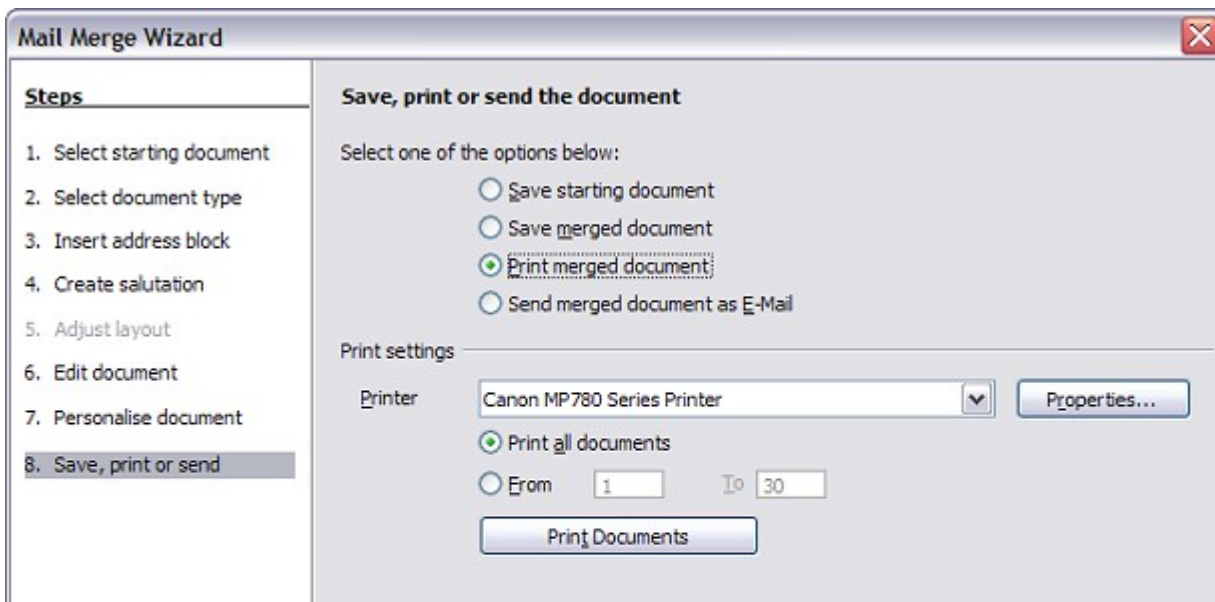 Mail Merge Wizard
Steps
1. Select starting document
2. Select document type
3. Insert address block
4. Create salutation
5. Adjust layout
6. Edit document
7. Personalise document
8. Save, print or send
Save, print or send the document
Select one of the options below:
Save starting document
Save merged document
Print merged document
Send merged document as E-Mail
Print settings
Printer Canon MP780 Series Printer Properties...
Print all documents
From 1 To 30
Print Documents